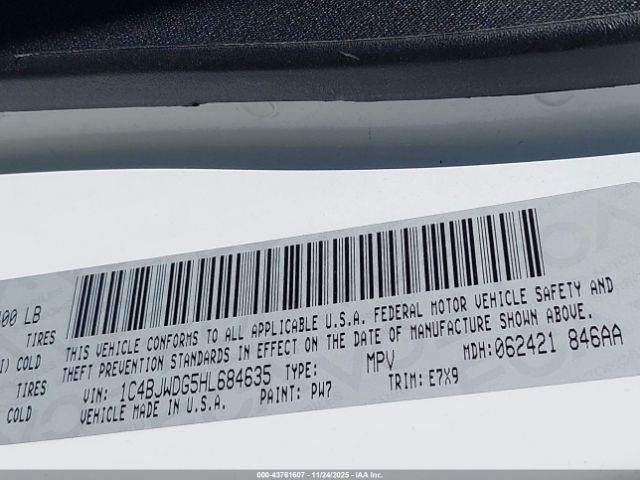 400 LB
TIRES
COLD
TIRES
COLD
TIRES
THIS VEHICLE CONFORMS TO ALL APPLICABLE U.S.A. FEDERAL MOTOR VEHICLE SAFETY AND
THEFT PREVENTION STANDARDS IN EFFECT ON THE DATE OF MANUFACTURE SHOWN ABOVE.
VIN: 1C4BJWDG5HL684635 TYPE: MPV MDH:062421 846AA
VEHICLE MADE IN U.S.A. PAINT: PW7 TRIM: E7X9
000-43761607 - 11/24/2025 - IAA Inc.